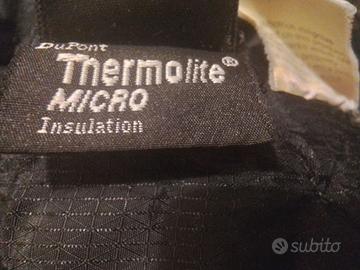 DuPont
Thermolite®
MICRO
Insulation
subito